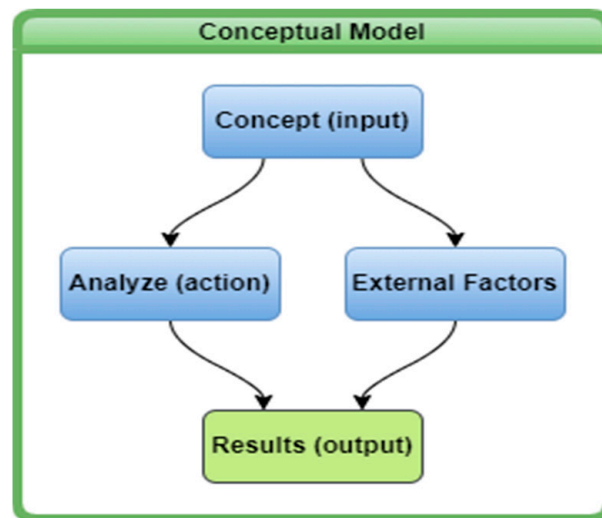 Conceptual Model
Concept (input)
Analyze (action)
External Factors
Results (output)